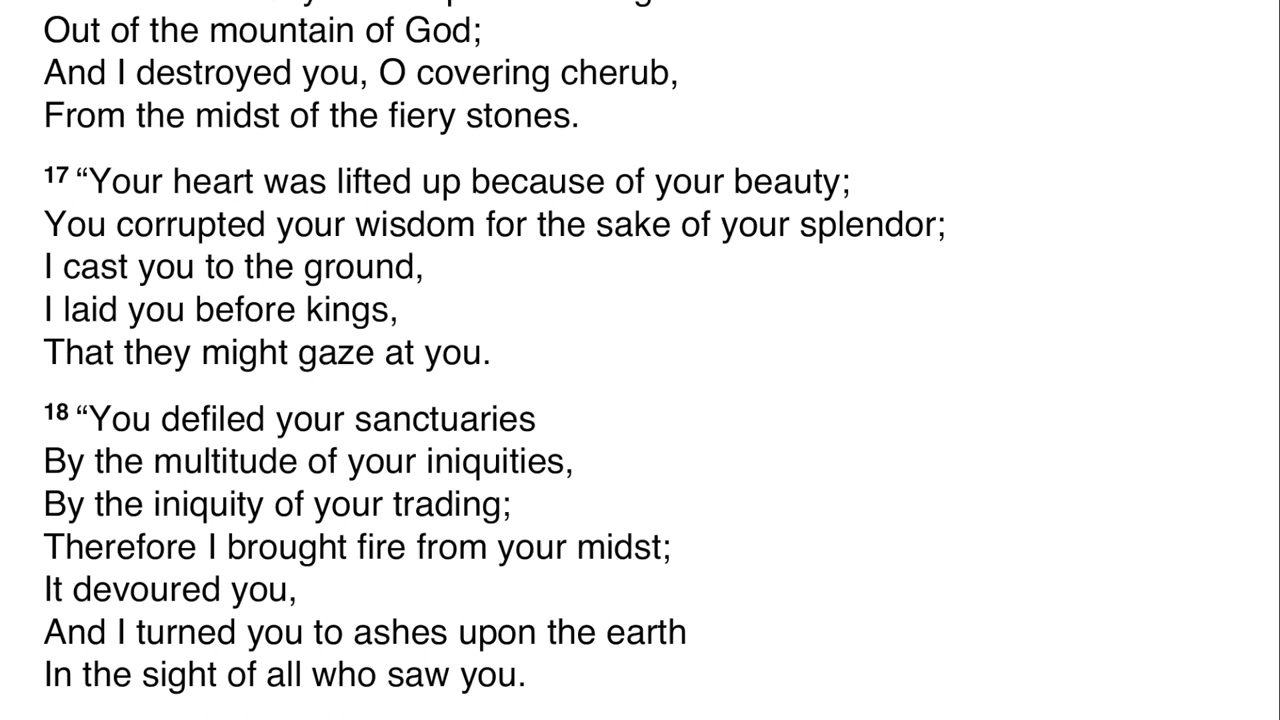 Out of the mountain of God;
And I destroyed you, O covering cherub,
From the midst of the fiery stones.
17 “Your heart was lifted up because of your beauty;
You corrupted your wisdom for the sake of your splendor;
I cast you to the ground,
I laid you before kings,
That they might gaze at you.
18 “You defiled your sanctuaries
By the multitude of your iniquities,
By the iniquity of your trading;
Therefore I brought fire from your midst;
It devoured you,
And I turned you to ashes upon the earth
In the sight of all who saw you.